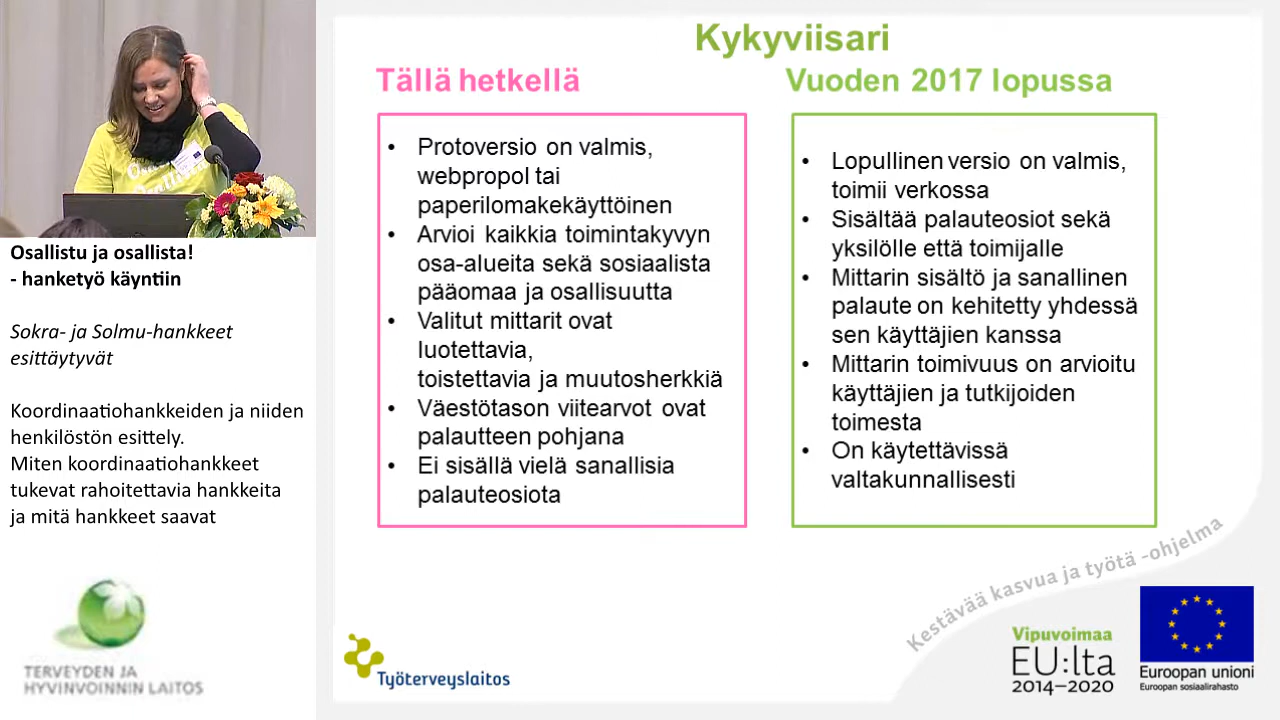 Osallistu ja osallista!
- hanketyö käyntiin
Sokra- ja Solmu-hankkeet
esittäytyvät
Koordinaatiohankkeiden ja niiden
henkilöstön esittely.
Miten koordinaatiohankkeet
tukevat rahoitettavia hankkeita
ja mitä hankkeet saavat
TERVEYDEN JA
HYVINVOINNIN LAITOS
Kykyviisari
Tällä hetkellä
• Protoversio on valmis,
webpropol tai
paperilomakekäyttöinen
• Arvioi kaikkia toimintakyvyn
osa-alueita sekä sosiaalista
pääomaa ja osallisuutta
• Valitut mittarit ovat
luotettavia,
toistettavia ja muutosherkkiä
• Väestötason viitearvot ovat
palautteen pohjana
• Ei sisällä vielä sanallisia
palauteosiota
Vuoden 2017 lopussa
• Lopullinen versio on valmis,
toimii verkossa
• Sisältää palauteosiot sekä
yksilölle että toimijalle
• Mittarin sisältö ja sanallinen
palaute on kehitetty yhdessä
sen käyttäjien kanssa
• Mittarin toimivuus on arvioitu
käyttäjien ja tutkijoiden
toimesta
• On käytettävissä
valtakunnallisesti
Kestävää kasvua ja työtä -ohjelma
Työterveyslaitos
Vipuvoimaa
EU:lta
2014–2020
Euroopan unioni
Euroopan sosiaalirahasto